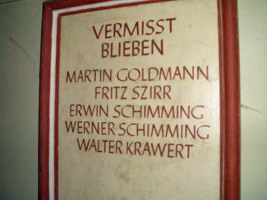 VERMISST
BLIEBEN
MARTIN GOLDMANN
FRITZ SZIRR
ERWIN SCHIMMING
WERNER SCHIMMING
WALTER KRAWERT